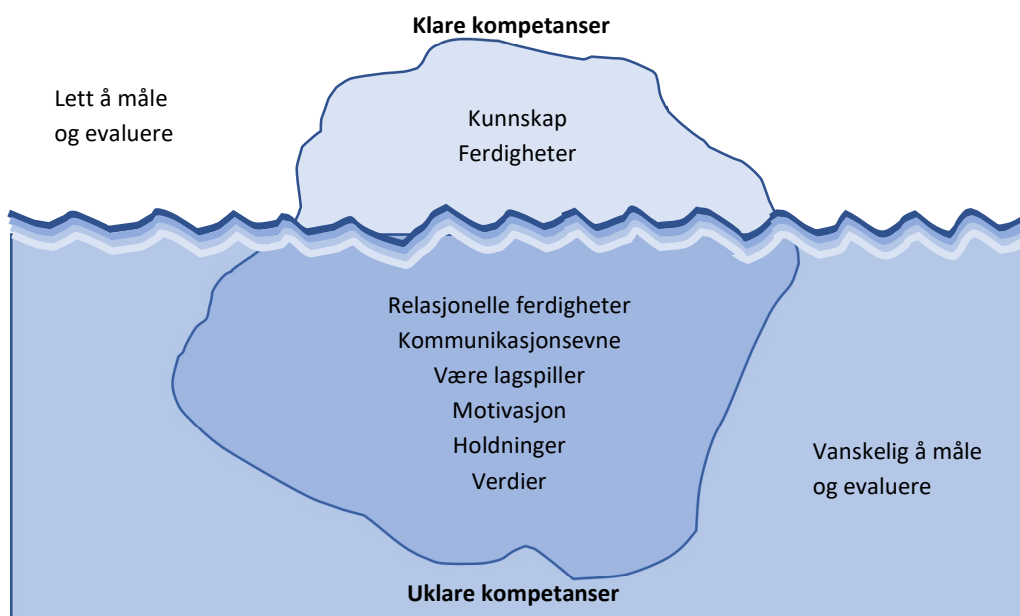 Klare kompetanser
Lett å måle
og evaluere
Kunnskap
Ferdigheter
Relasjonelle ferdigheter
Kommunikasjonsevne
Være lagspiller
Motivasjon
Holdninger
Verdier
Vanskelig å måle
og evaluere
Uklare kompetanser